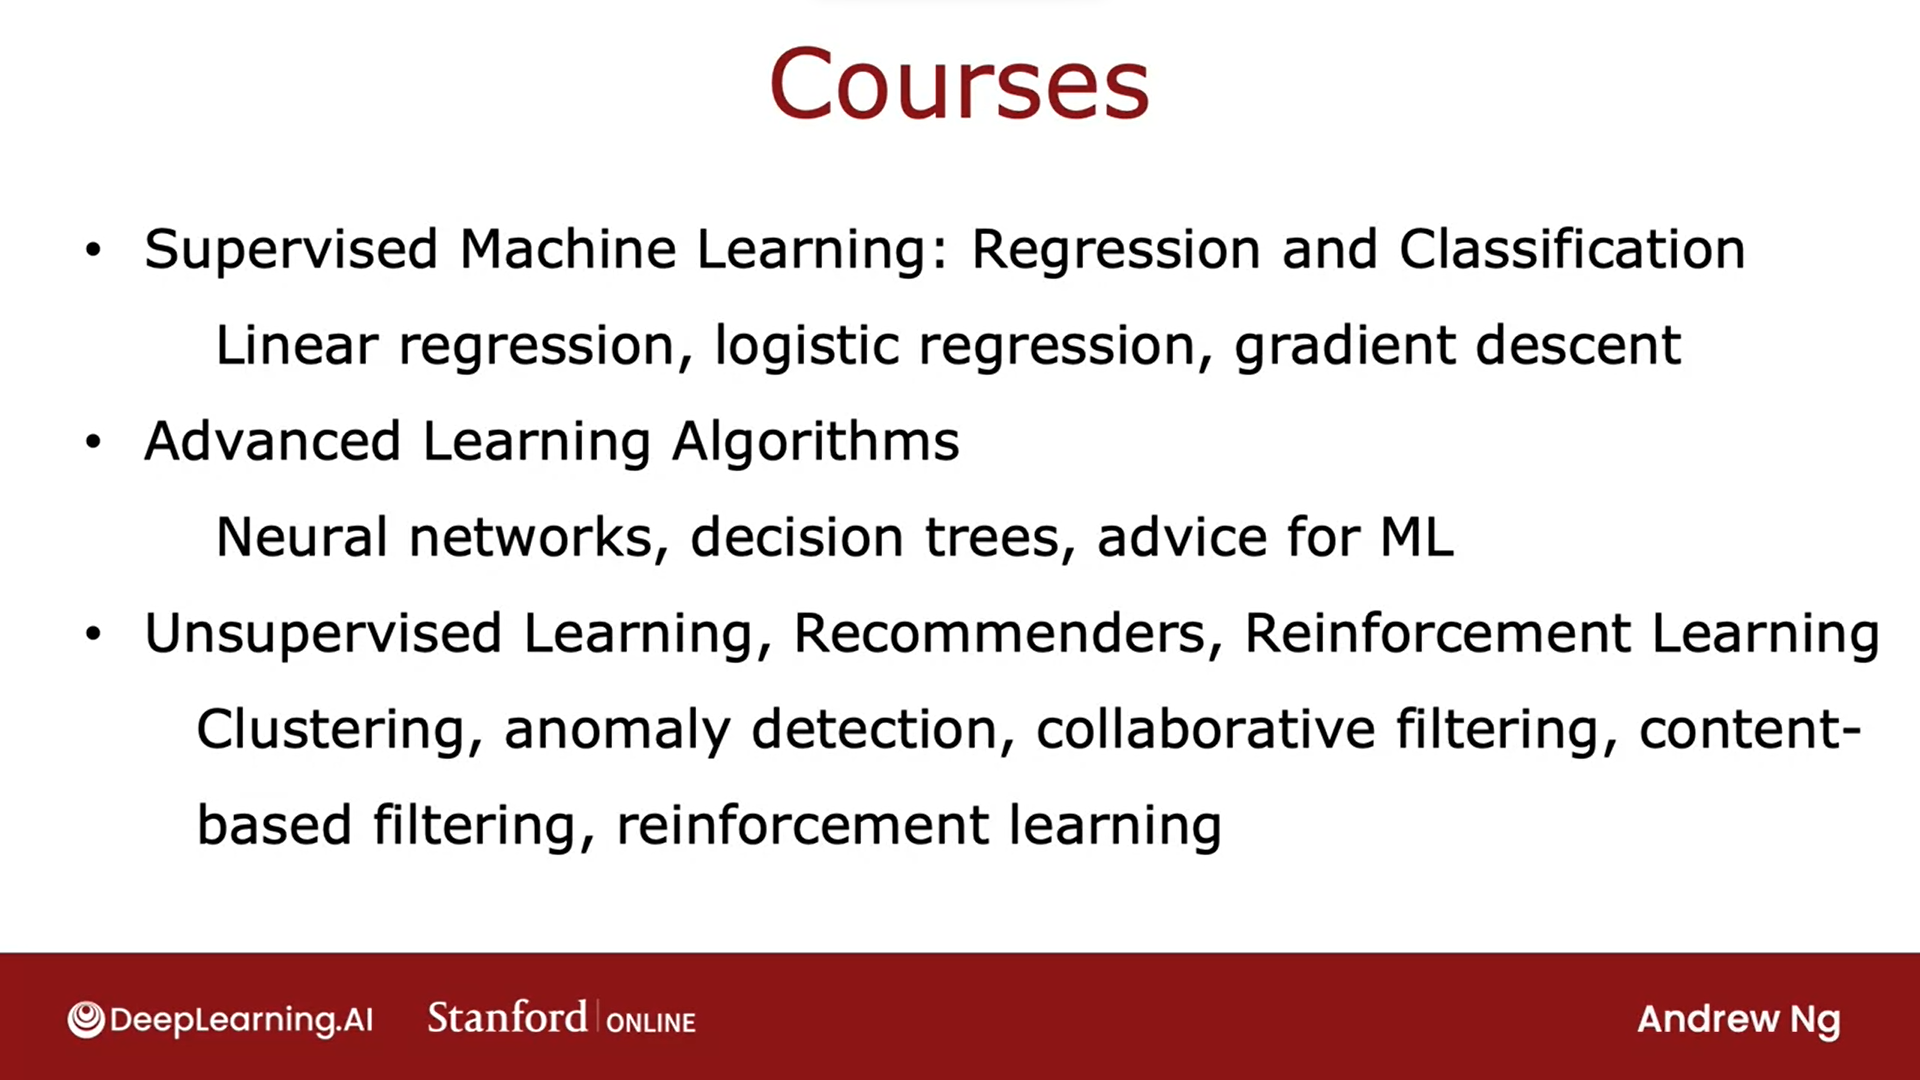 Courses
• Supervised Machine Learning: Regression and Classification
Linear regression, logistic regression, gradient descent
• Advanced Learning Algorithms
Neural networks, decision trees, advice for ML
• Unsupervised Learning, Recommenders, Reinforcement Learning
Clustering, anomaly detection, collaborative filtering, content-
based filtering, reinforcement learning
DeepLearning.AI Stanford | ONLINE Andrew Ng